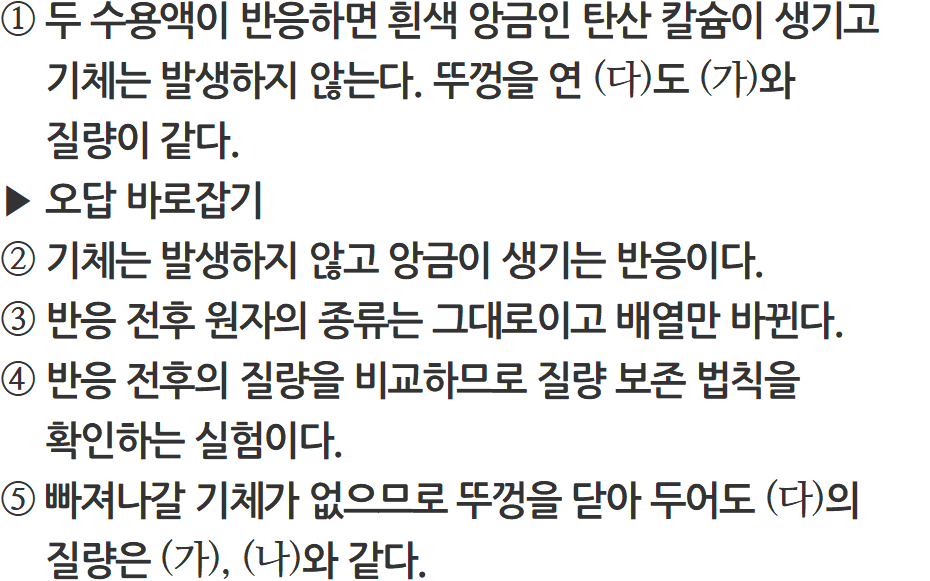 ① 두 수용액이 반응하면 흰색 앙금인 탄산 칼슘이 생기고
기체는 발생하지 않는다. 뚜껑을 연 (다)도 (가)와
질량이 같다.
▶ 오답 바로잡기
② 기체는 발생하지 않고 앙금이 생기는 반응이다.
③ 반응 전후 원자의 종류는 그대로이고 배열만 바뀐다.
④ 반응 전후의 질량을 비교하므로 질량 보존 법칙을
확인하는 실험이다.
⑤ 빠져나갈 기체가 없으므로 뚜껑을 닫아 두어도 (다)의
질량은 (가), (나)와 같다.